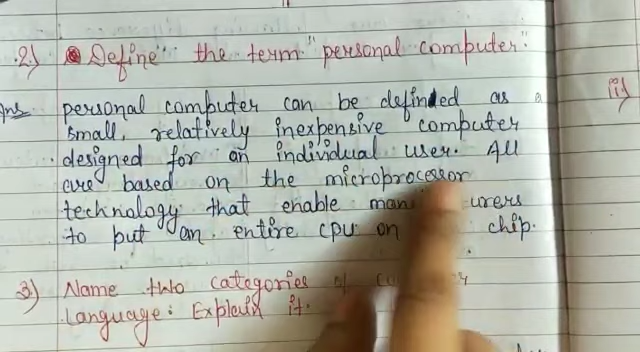 2) Define the term "personal computer."
Ans personal computer can be definded as a
small, relatively inexpensive computer
designed for an individual user. All
are based on the microprocessor
technology that enable urers
to put an entire CPU on chip.
3) Name two categories of
language: Explain it.
ii)